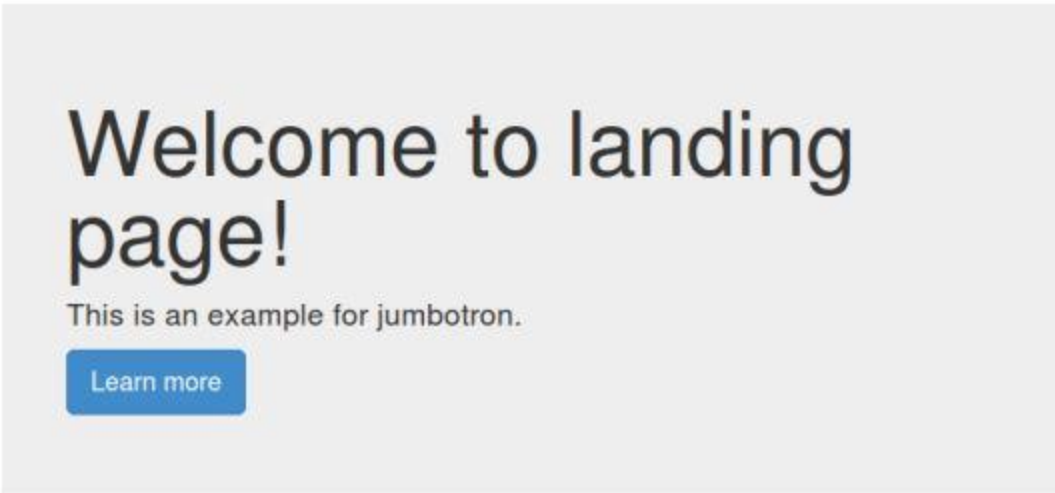 Welcome to landing
page!
This is an example for jumbotron.
Learn more